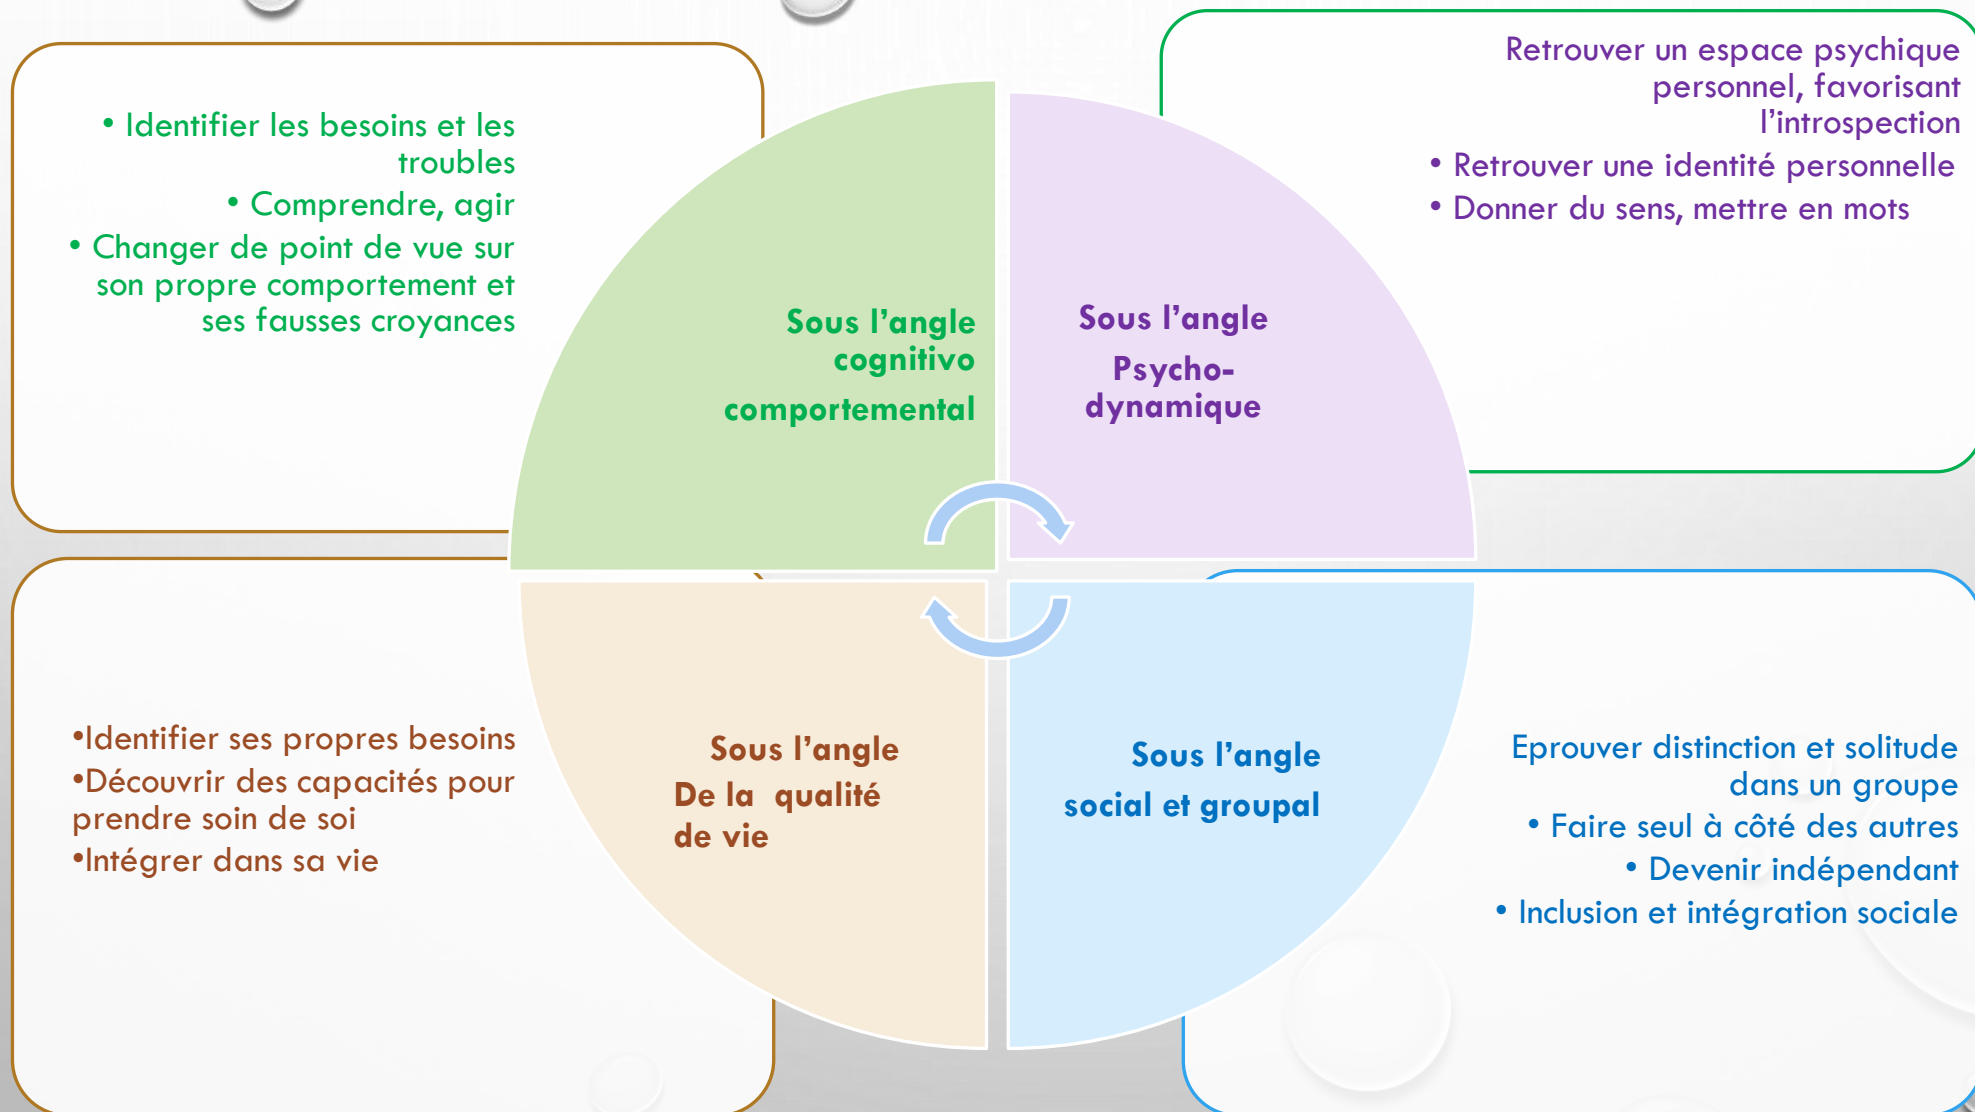 • Identifier les besoins et les
troubles
• Comprendre, agir
• Changer de point de vue sur
son propre comportement et
ses fausses croyances
Sous l’angle
cognitivo
comportemental
Sous l’angle
Psycho-
dynamique
Retrouver un espace psychique
personnel, favorisant
l’introspection
• Retrouver une identité personnelle
• Donner du sens, mettre en mots
•Identifier ses propres besoins
•Découvrir des capacités pour
prendre soin de soi
•Intégrer dans sa vie
Sous l’angle
De la qualité
de vie
Sous l’angle
social et groupal
Eprouver distinction et solitude
dans un groupe
• Faire seul à côté des autres
• Devenir indépendant
• Inclusion et intégration sociale